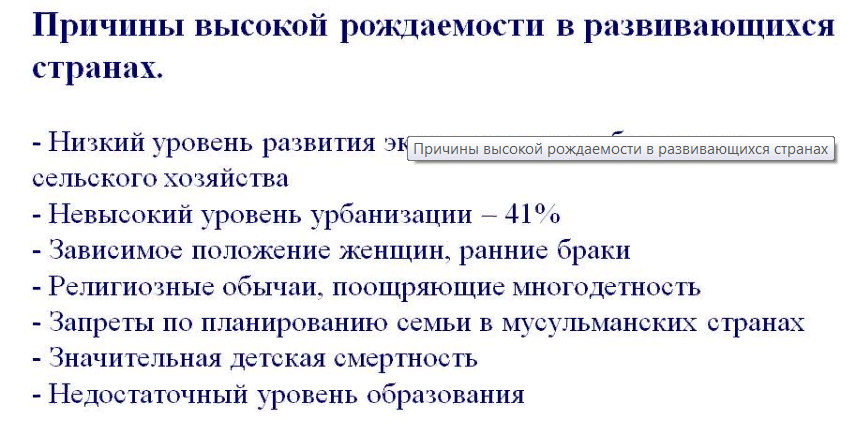 Причины высокой рождаемости в развивающихся
странах.
- Низкий уровень развития
Причины высокой рождаемости в развивающихся странах
сельского хозяйства
- Невысокий уровень урбанизации – 41%
- Зависимое положение женщин, ранние браки
- Религиозные обычаи, поощряющие многодетность
- Запреты по планированию семьи в мусульманских странах
- Значительная детская смертность
- Недостаточный уровень образования